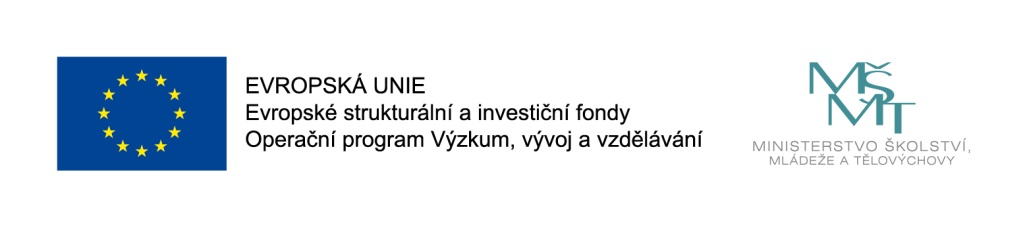 EVROPSKÁ UNIE
Evropské strukturální a investiční fondy
Operační program Výzkum, vývoj a vzdělávání
MŠ
MT
MINISTERSTVO ŠKOLSTVÍ,
MLÁDEŽE A TĚLOVÝCHOVY